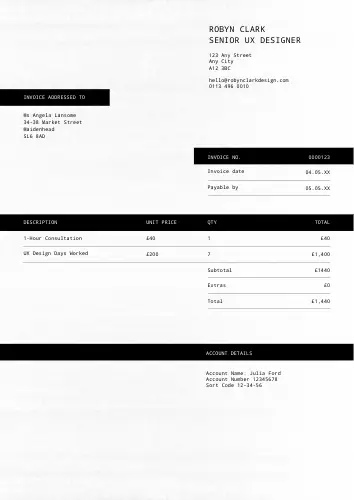 ROBYN CLARK
SENIOR UX DESIGNER
123 Any Street
Any City
A12 3BC
hello@robynclarkdesign.com
0113 496 0010
INVOICE ADDRESSED TO
Ms Angela Lansome
34-38 Market Street
Maidenhead
SL6 8AD
INVOICE NO. 0000123
Invoice date 04.05.XX
Payable by 05.05.XX
DESCRIPTION UNIT PRICE QTY TOTAL
1-Hour Consultation £40 1 £40
UX Design Days Worked £200 7 £1,400
Subtotal £1440
Extras £0
Total £1,440
ACCOUNT DETAILS
Account Name: Julia Ford
Account Number 12345678
Sort Code 12-34-56